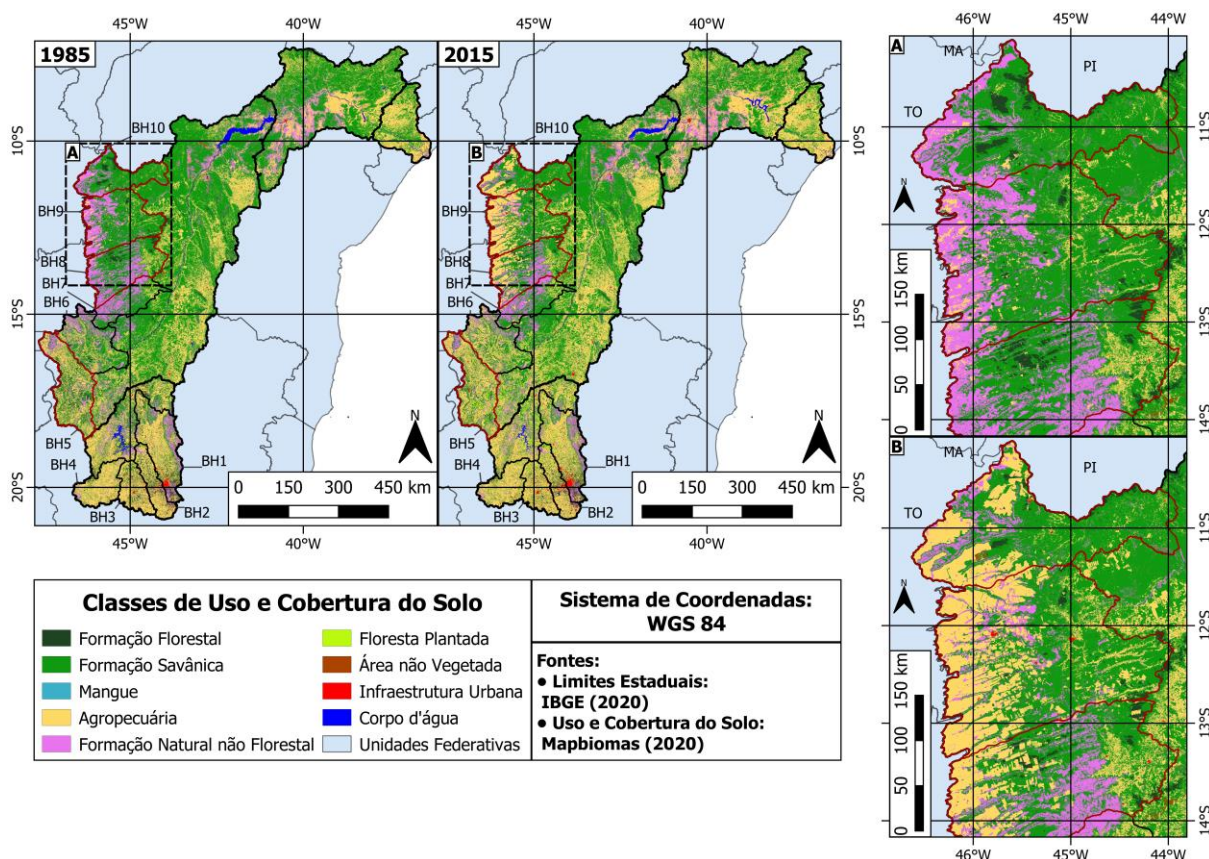 45°W
40°W
45°W
40°W
1985
2015
BH10
A
BH9
BH8
BH7
BH6
BH5
BH4
BH3
BH2
BH1
N
0 150 300 450 km
BH10
B
BH9
BH8
BH7
BH6
BH5
BH4
BH3
BH2
BH1
N
0 150 300 450 km
10°S
15°S
20°S
10°S
15°S
20°S
45°W
40°W
45°W
40°W
46°W
45°W
44°W
A
MA
PI
TO
N
0 50 100 150 km
11°S
12°S
13°S
14°S
B
MA
PI
TO
N
0 50 100 150 km
11°S
12°S
13°S
14°S
46°W
45°W
44°W
Classes de Uso e Cobertura do Solo
Formação Florestal
Formação Savânica
Mangue
Agropecuária
Formação Natural não Florestal
Floresta Plantada
Área não Vegetada
Infraestrutura Urbana
Corpo d'água
Unidades Federativas
Sistema de Coordenadas:
WGS 84
Fontes:
● Limites Estaduais:
IBGE (2020)
● Uso e Cobertura do Solo:
Mapbiomas (2020)